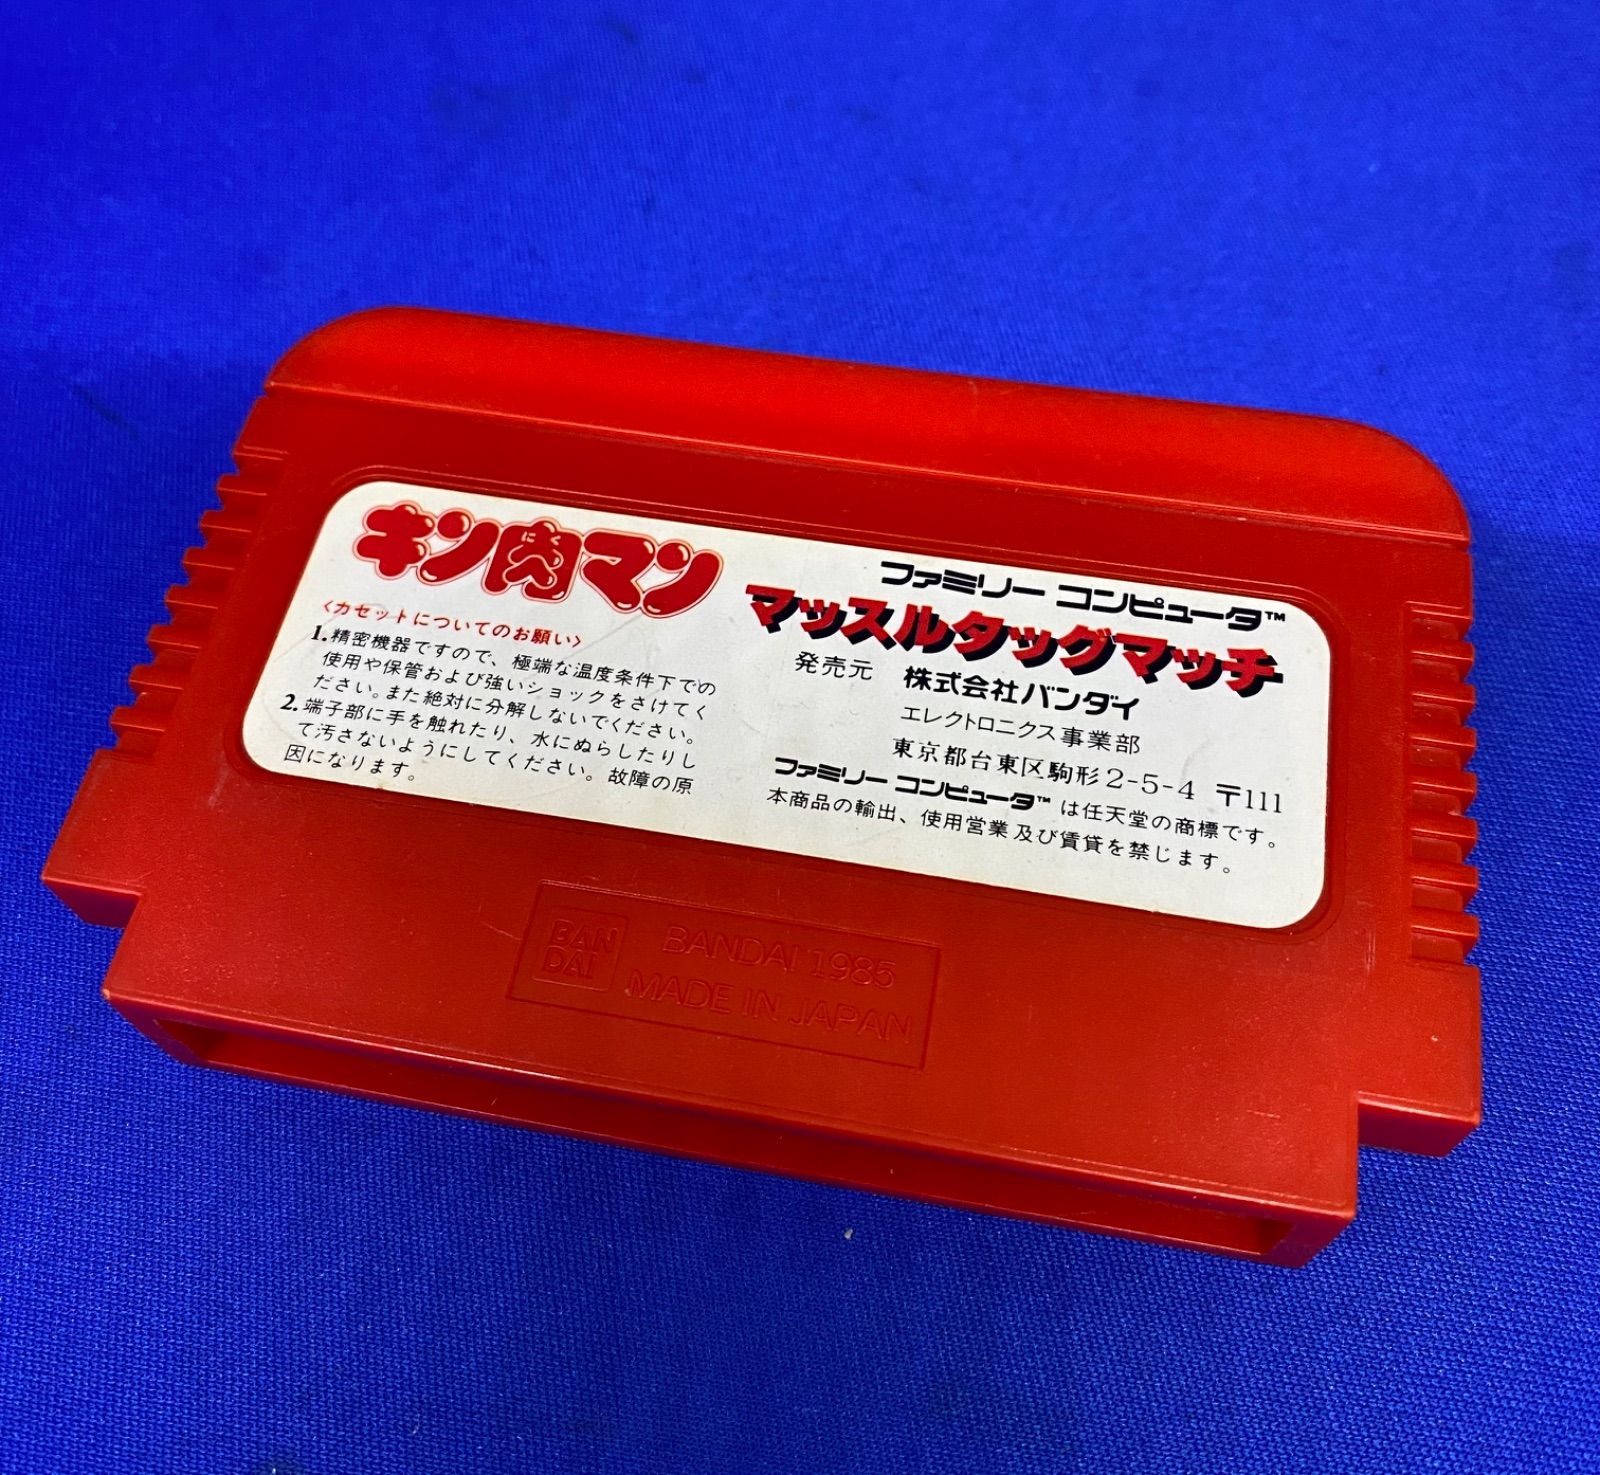 キン肉マン
にく
<カセットについてのお願い>
1.精密機器ですので、極端な温度条件下での
使用や保管および強いショックをさけてく
ださい。また絶対に分解しないでください。
2.端子部に手を触れたり、水にぬらしたりし
て汚さないようにしてください。故障の原
因になります。
ファミリー コンピュータ™
マッスルタッグマッチ
発売元 株式会社バンダイ
エレクトロニクス事業部
東京都台東区駒形2-5-4 〒111
ファミリー コンピュータ™ は任天堂の商標です。
本商品の輸出、使用営業及び賃貸を禁じます。
BAN
DAI
BANDAI 1985
MADE IN JAPAN